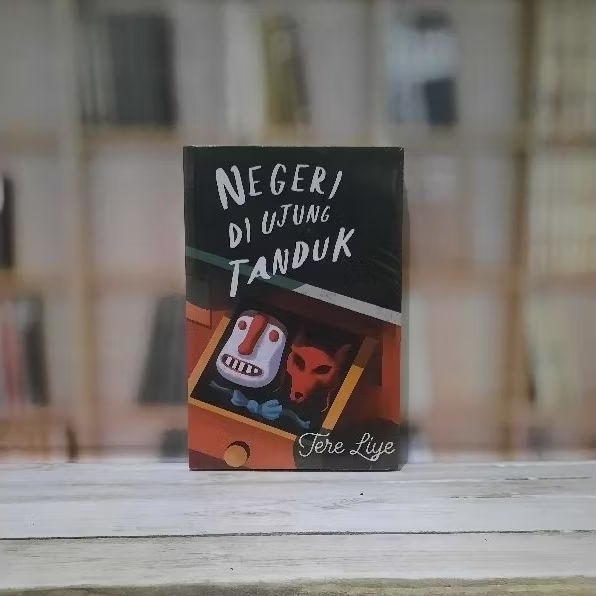 NEGERI
DI UJUNG
TANDUK
Tere Liye